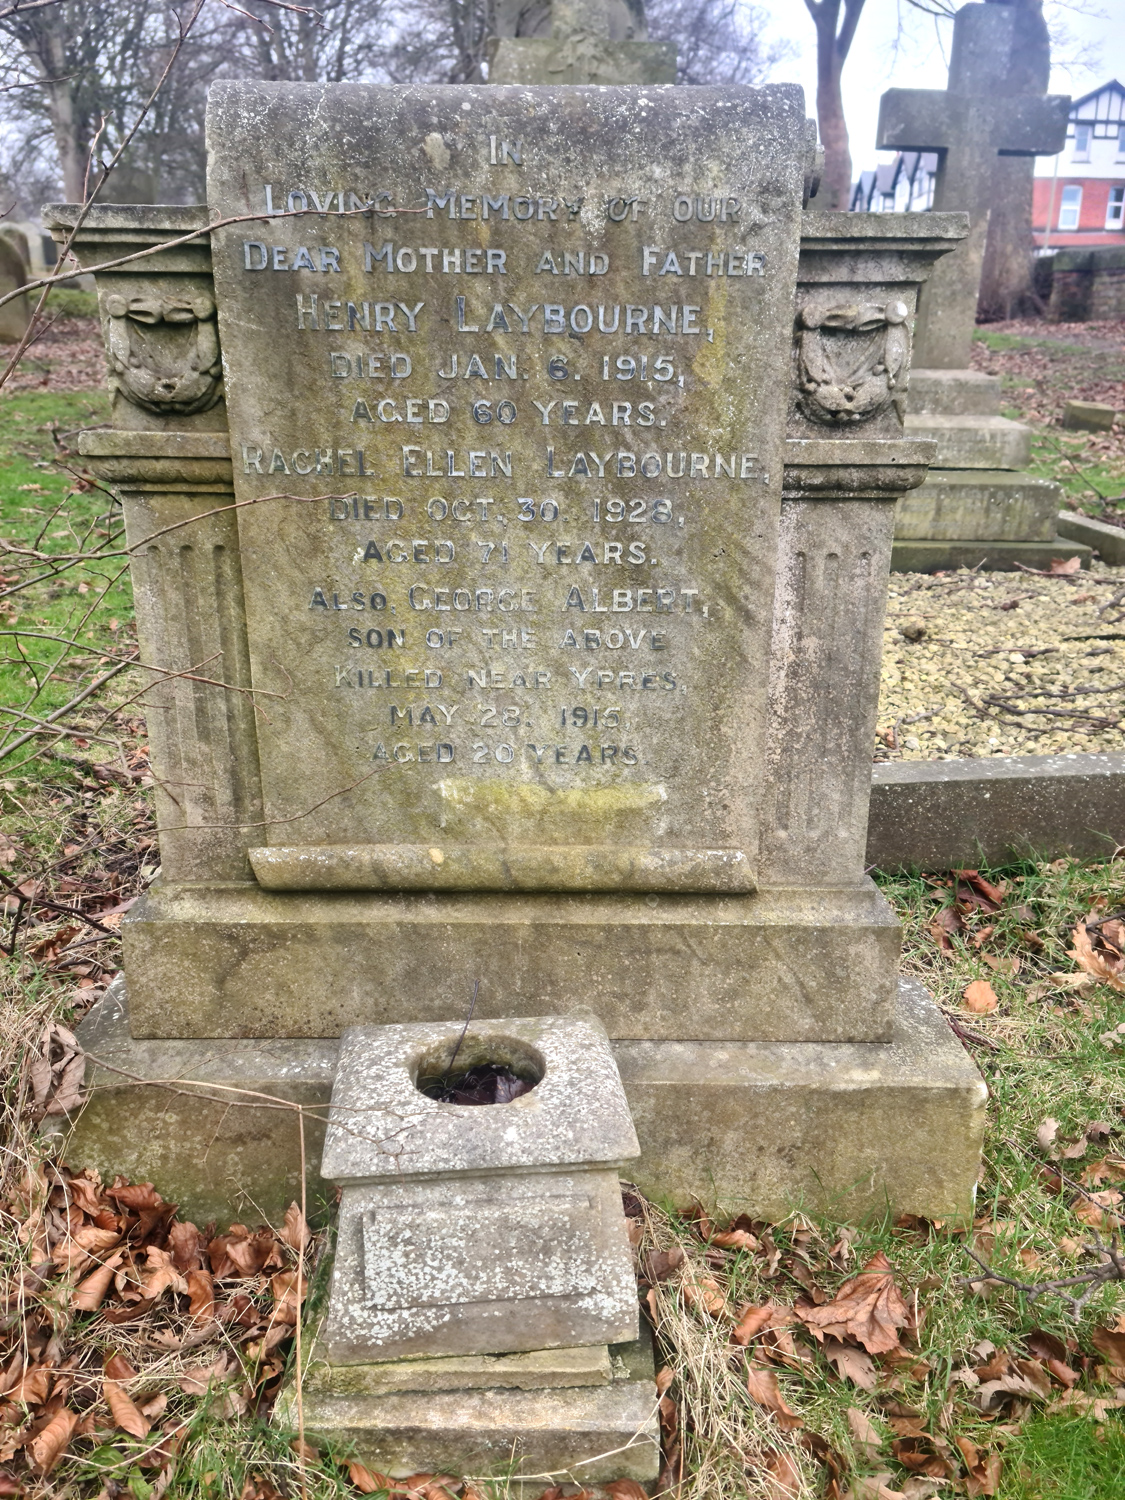 IN
LOVING MEMORY OF OUR
DEAR MOTHER AND FATHER
HENRY LAYBOURNE,
DIED JAN. 6. 1915,
AGED 60 YEARS.
RACHEL ELLEN LAYBOURNE,
DIED OCT. 30. 1928,
AGED 71 YEARS.
ALSO, GEORGE ALBERT,
SON OF THE ABOVE
KILLED NEAR YPRES,
MAY 28. 1915,
AGED 20 YEARS.